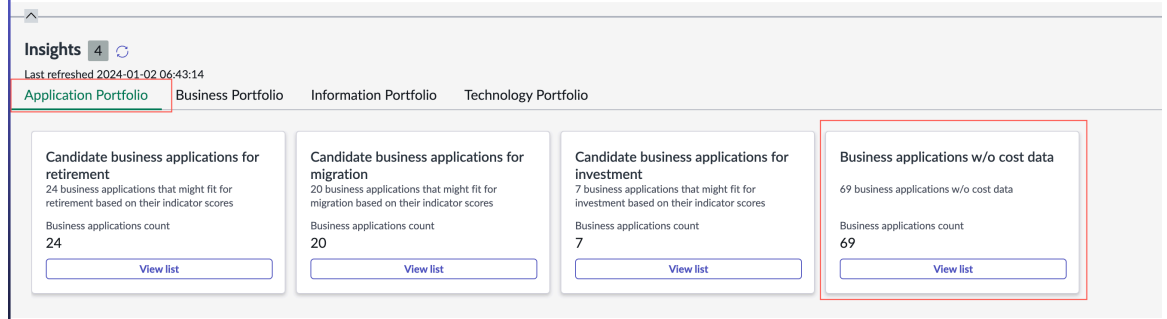 Insights 4
Last refreshed 2024-01-02 06:43:14
Application Portfolio Business Portfolio Information Portfolio Technology Portfolio
Candidate business applications for
retirement
24 business applications that might fit for
retirement based on their indicator scores
Business applications count
24
View list
Candidate business applications for
migration
20 business applications that might fit for
migration based on their indicator scores
Business applications count
20
View list
Candidate business applications for
investment
7 business applications that might fit for
investment based on their indicator scores
Business applications count
7
View list
Business applications w/o cost data
69 business applications w/o cost data
Business applications count
69
View list